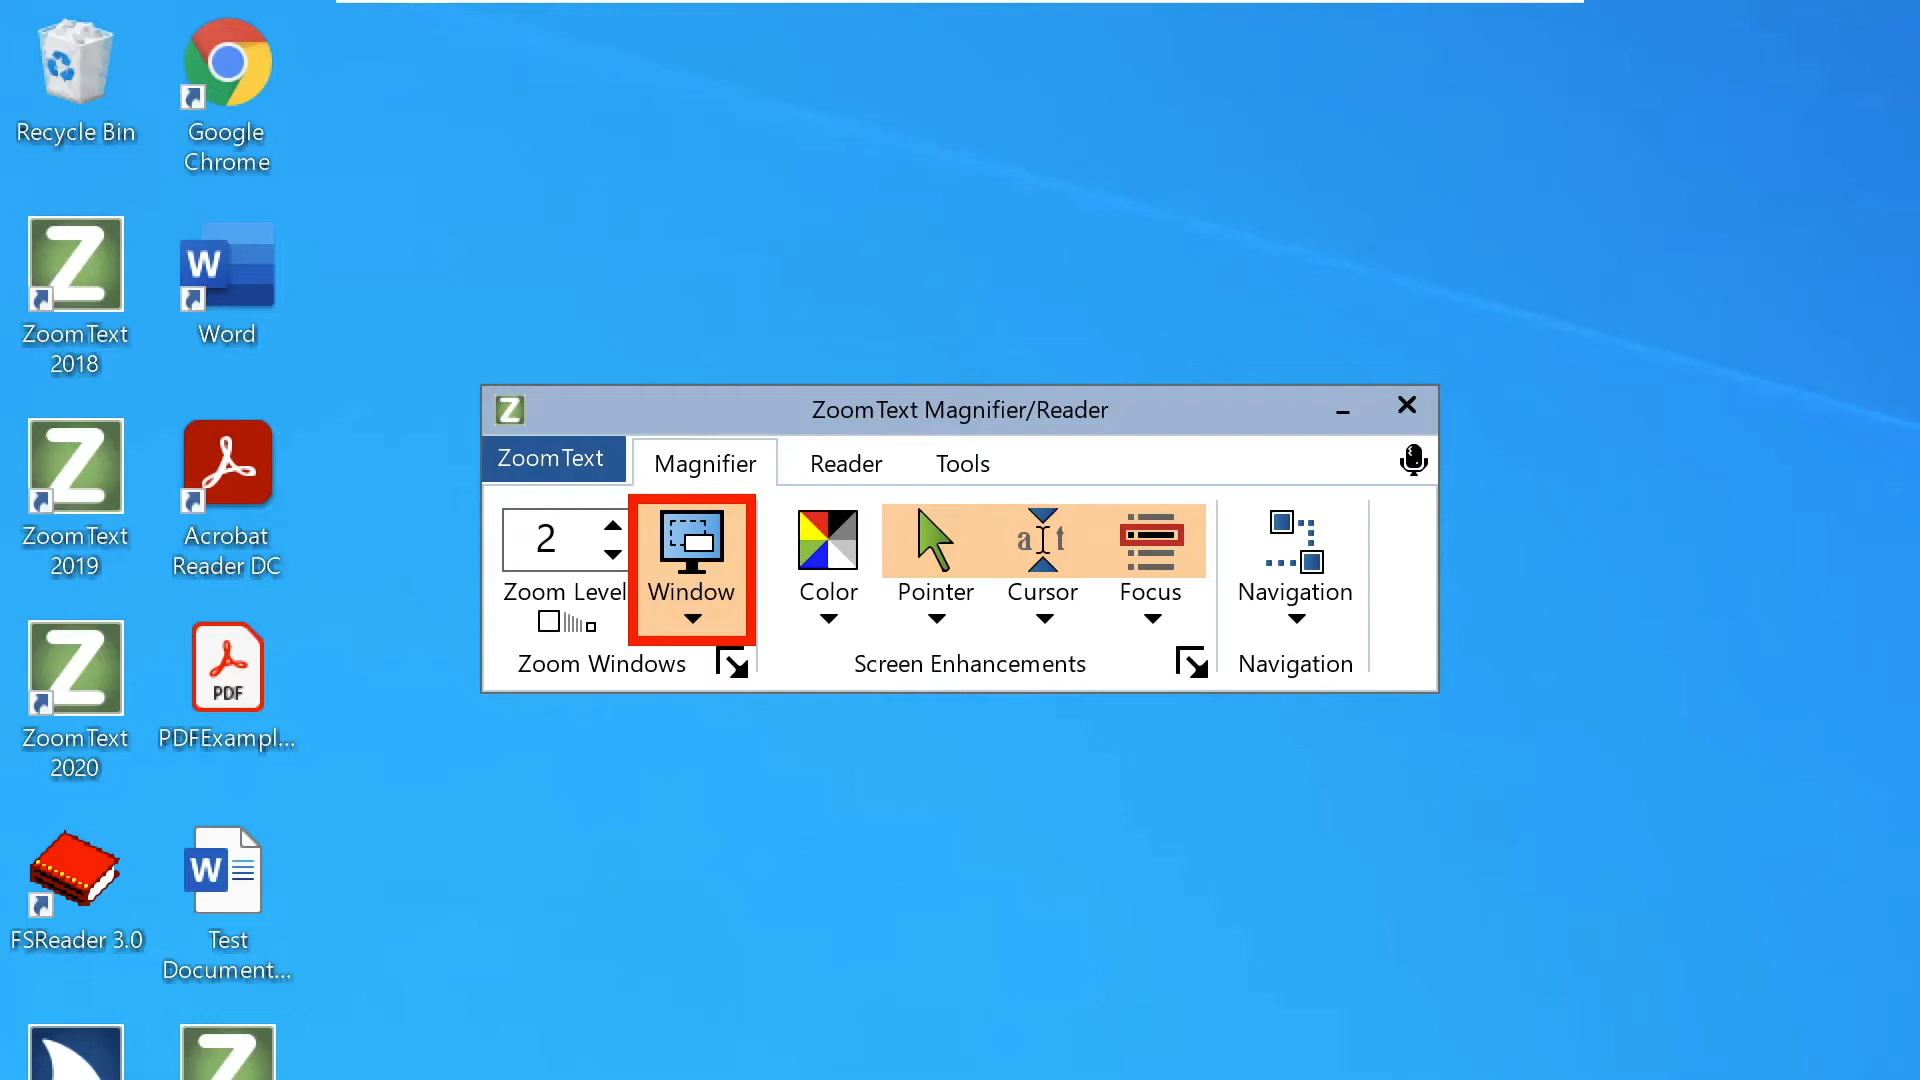 Recycle Bin
Google
Chrome
ZoomText
2018
Word
ZoomText
2019
Acrobat
Reader DC
ZoomText
2020
PDF
PDFExampl...
FSReader 3.0
Test
Document...
ZoomText Magnifier/Reader
ZoomText
Magnifier
Reader
Tools
2
Zoom Level
Window
Color
a t
Pointer
Cursor
Focus
Navigation
Zoom Windows
Screen Enhancements
Navigation